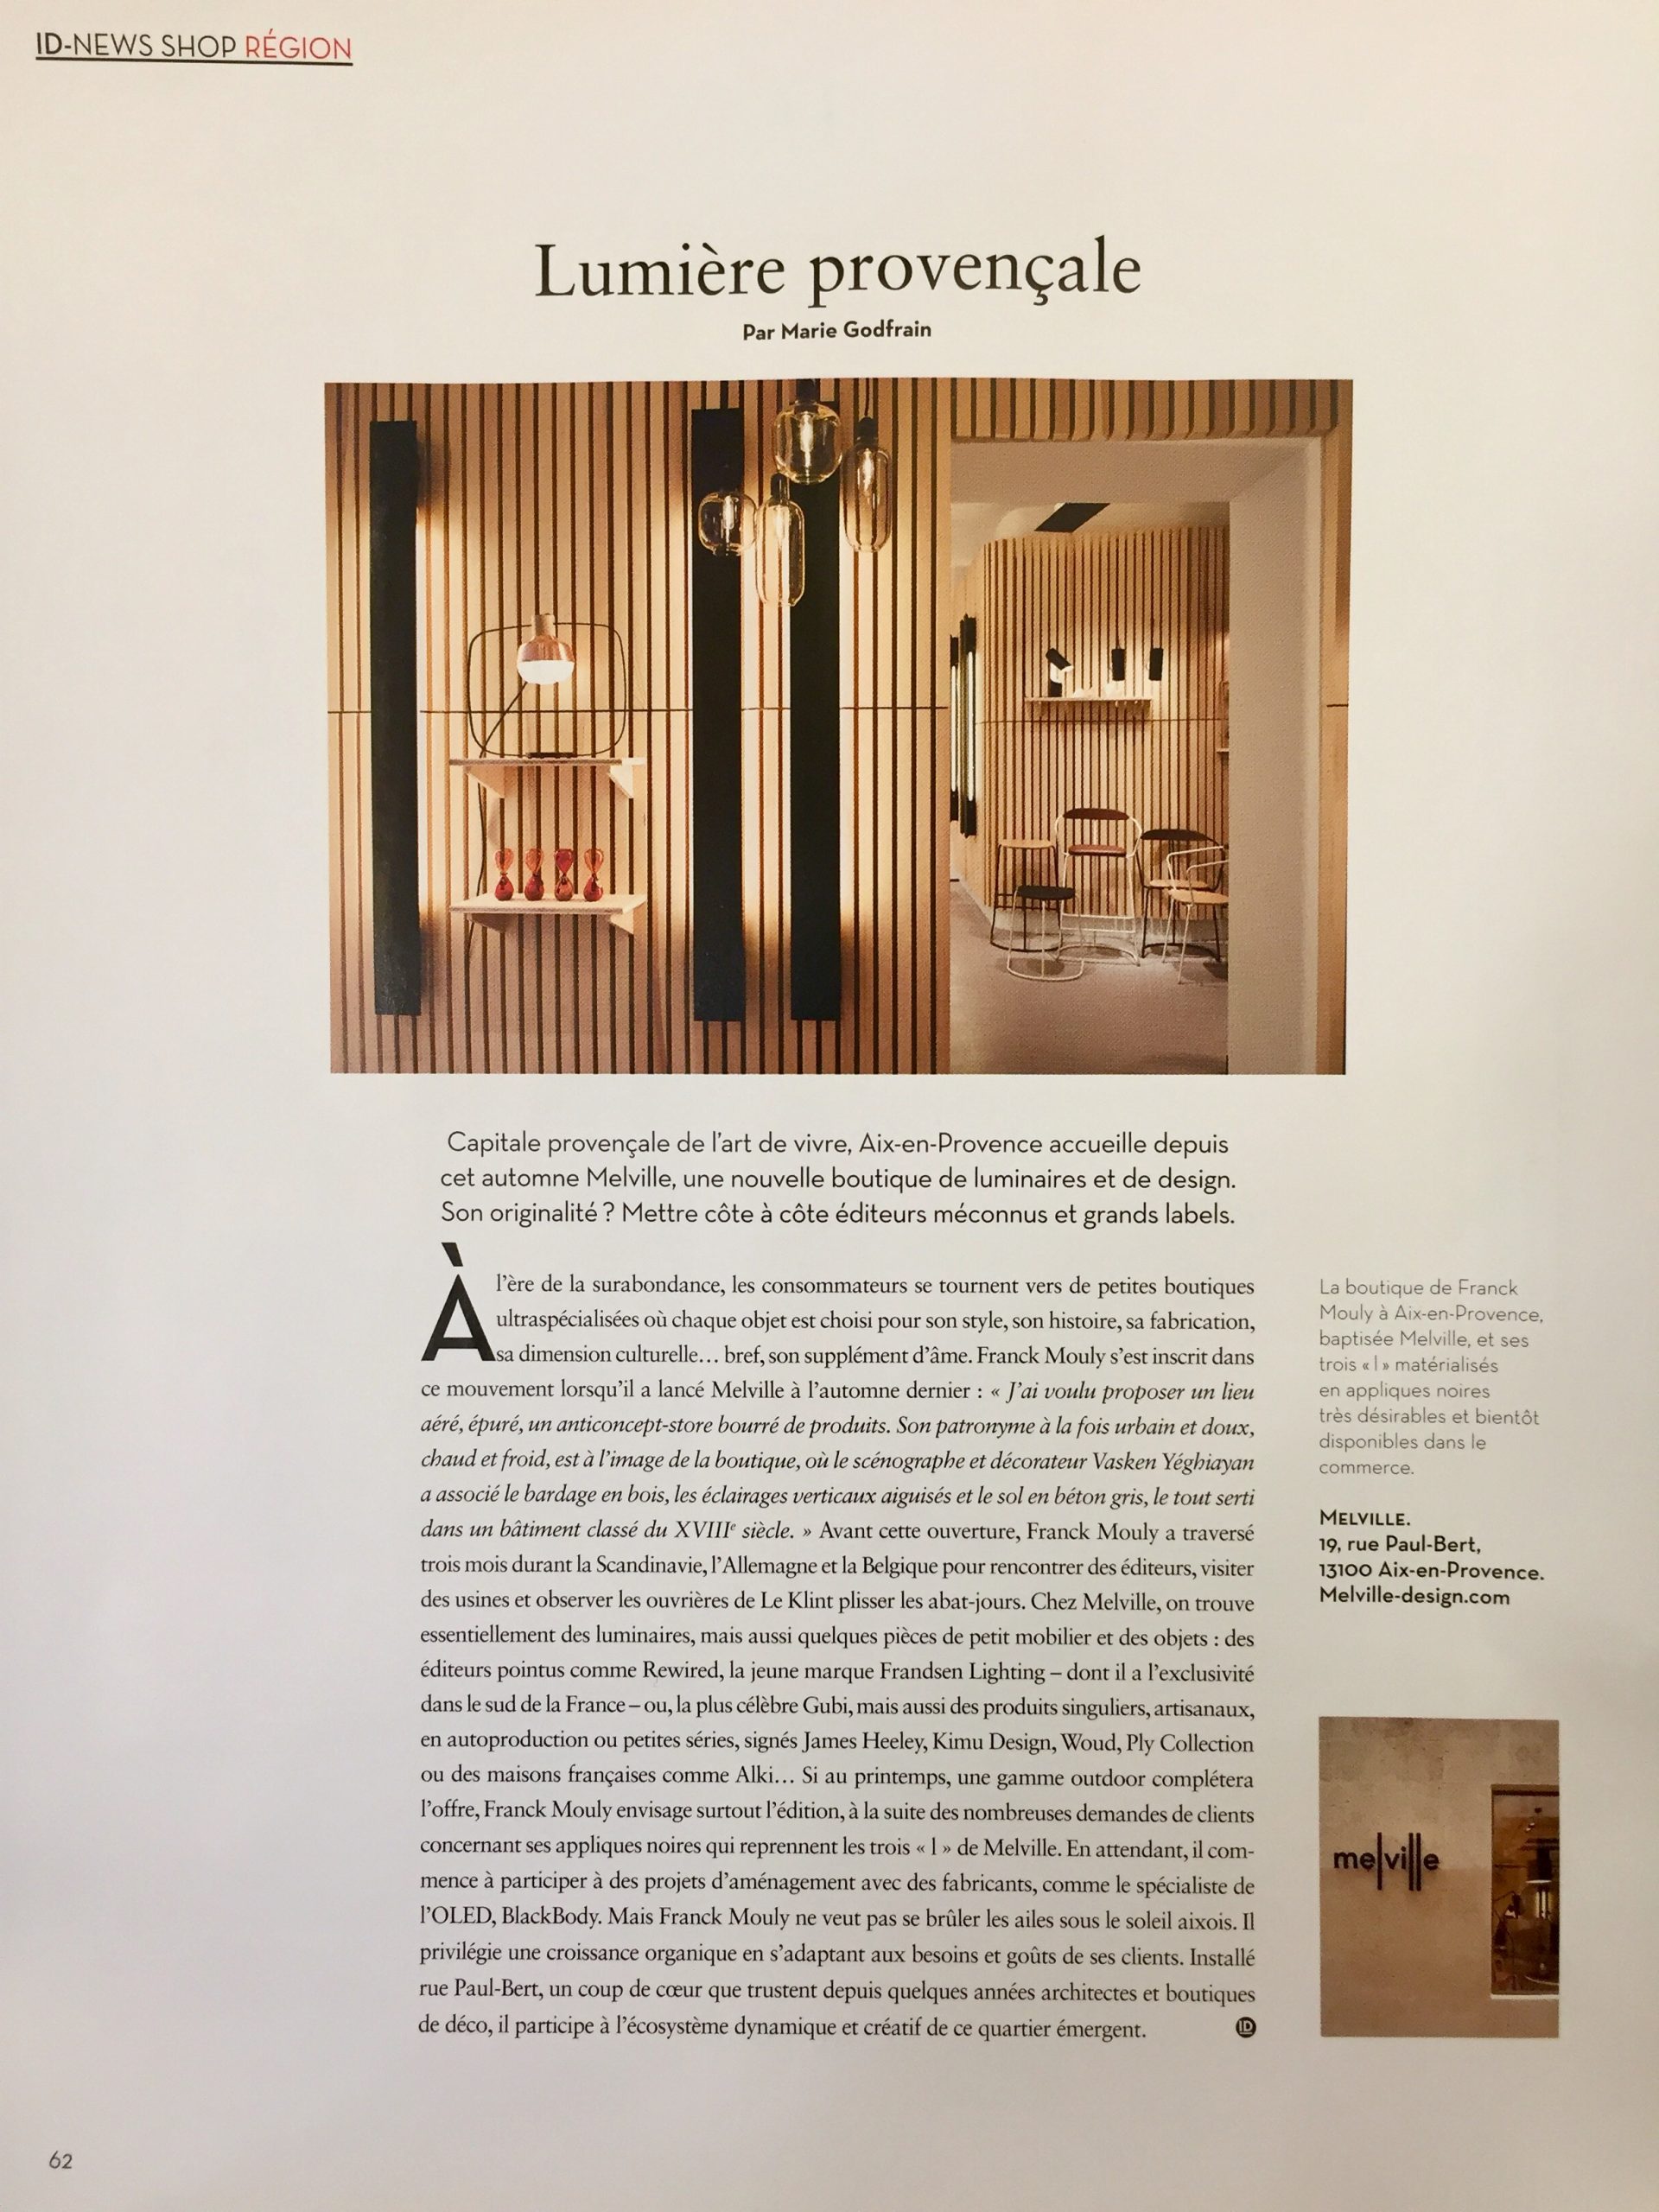 ID-NEWS SHOP RÉGION
Lumière provençale
Par Marie Godfrain
Capitale provençale de l'art de vivre, Aix-en-Provence accueille depuis
cet automne Melville, une nouvelle boutique de luminaires et de design.
Son originalité ? Mettre côte à côte éditeurs méconnus et grands labels.
À l'ère de la surabondance, les consommateurs se tournent vers de petites boutiques
ultraspécialisées où chaque objet est choisi pour son style, son histoire, sa fabrication,
sa dimension culturelle… bref, son supplément d'âme. Franck Mouly s'est inscrit dans
ce mouvement lorsqu'il a lancé Melville à l'automne dernier : « J'ai voulu proposer un lieu
aéré, épuré, un anticoncept-store bourré de produits. Son patronyme à la fois urbain et doux,
chaud et froid, est à l'image de la boutique, où le scénographe et décorateur Vasken Yéghiayan
a associé le bardage en bois, les éclairages verticaux aiguisés et le sol en béton gris, le tout serti
dans un bâtiment classé du XVIIIe siècle. » Avant cette ouverture, Franck Mouly a traversé
trois mois durant la Scandinavie, l'Allemagne et la Belgique pour rencontrer des éditeurs, visiter
des usines et observer les ouvrières de Le Klint plisser les abat-jours. Chez Melville, on trouve
essentiellement des luminaires, mais aussi quelques pièces de petit mobilier et des objets : des
éditeurs pointus comme Rewired, la jeune marque Frandsen Lighting – dont il a l'exclusivité
dans le sud de la France – ou, la plus célèbre Gubi, mais aussi des produits singuliers, artisanaux,
en autoproduction ou petites séries, signés James Heeley, Kimu Design, Woud, Ply Collection
ou des maisons françaises comme Alki… Si au printemps, une gamme outdoor complétera
l'offre, Franck Mouly envisage surtout l'édition, à la suite des nombreuses demandes de clients
concernant ses appliques noires qui reprennent les trois « l » de Melville. En attendant, il com-
mence à participer à des projets d'aménagement avec des fabricants, comme le spécialiste de
l'OLED, BlackBody. Mais Franck Mouly ne veut pas se brûler les ailes sous le soleil aixois. Il
privilégie une croissance organique en s'adaptant aux besoins et goûts de ses clients. Installé
rue Paul-Bert, un coup de cœur que trustent depuis quelques années architectes et boutiques
de déco, il participe à l'écosystème dynamique et créatif de ce quartier émergent. ID
La boutique de Franck
Mouly à Aix-en-Provence,
baptisée Melville, et ses
trois « l » matérialisés
en appliques noires
très désirables et bientôt
disponibles dans le
commerce.
MELVILLE.
19, rue Paul-Bert,
13100 Aix-en-Provence.
Melville-design.com
melville
62